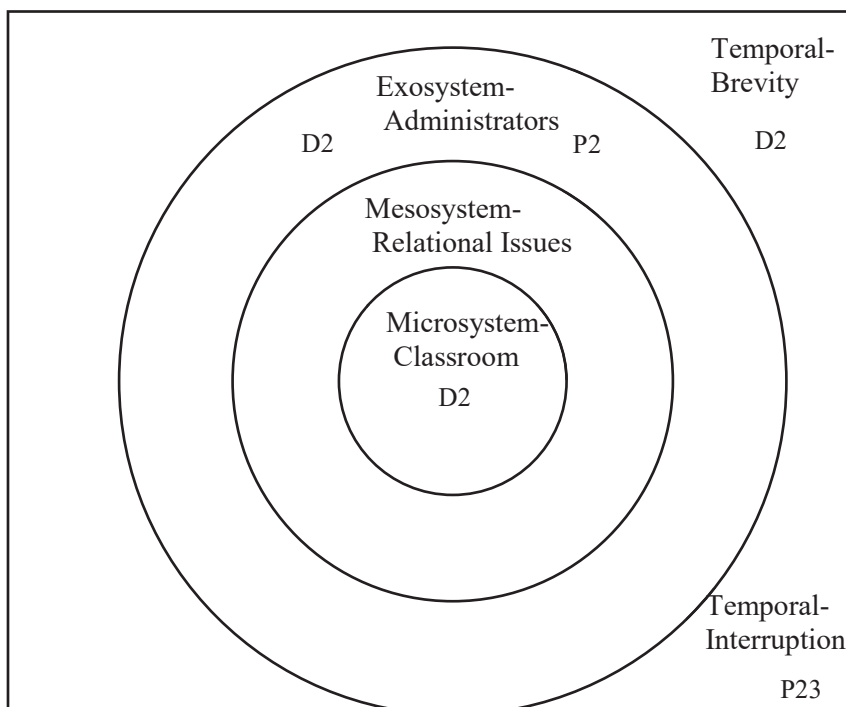 Temporal-
Brevity
D2
Exosystem-
Administrators
D2 P2
Mesosystem-
Relational Issues
Microsystem-
Classroom
D2
Temporal-
Interruption
P23